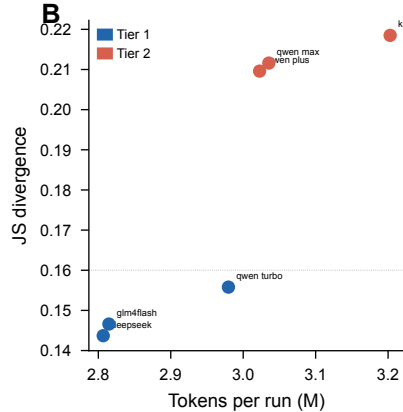 B
Tier 1
Tier 2
0.22
0.21
0.20
0.19
0.18
0.17
0.16
0.15
0.14
JS divergence
k
qwen max
wen plus
qwen turbo
glm4flash
eepseek
2.8
2.9
3.0
3.1
3.2
Tokens per run (M)